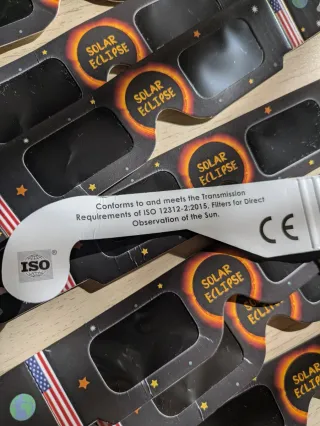 SOLAR
ECLIPSE
SOLAR
ECLIPSE
SOLAR
ECLIPSE
Conforms to and meets the Transmission
Requirements of ISO 12312-2:2015, Filters for Direct
Observation of the Sun.
ISO
CE
SOLAR
ECLIPSE
SOLAR
ECLIPSE
SOLAR
ECLIPSE